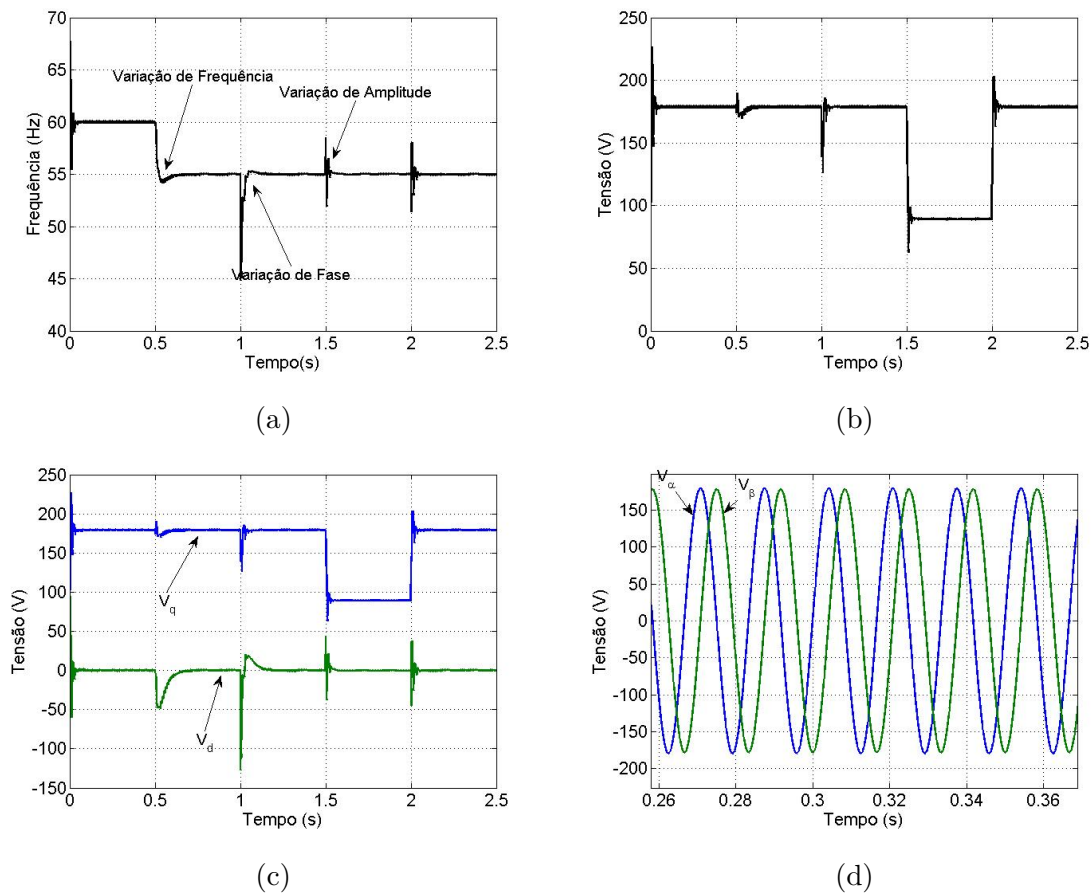 70
65
60
55
50
45
40
Frequência (Hz)
Variação de Frequência
Variação de Amplitude
Variação de Fase
0 0.5 1 1.5 2 2.5
Tempo(s)
(a)
250
200
150
100
50
0
Tensão (V)
0 0.5 1 1.5 2 2.5
Tempo (s)
(b)
250
200
150
100
50
0
-50
-100
-150
Tensão (V)
Vq
Vd
0 0.5 1 1.5 2 2.5
Tempo (s)
(c)
Vα Vβ
150
100
50
0
-50
-100
-150
-200
Tensão (V)
0.26 0.28 0.3 0.32 0.34 0.36
Tempo (s)
(d)